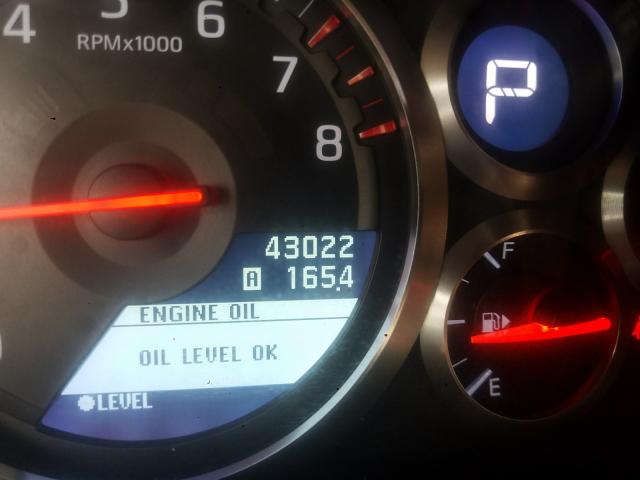 4 5 6
RPMx1000
7
8
P
43022
A 165.4
ENGINE OIL
OIL LEVEL OK
LEVEL
F
E